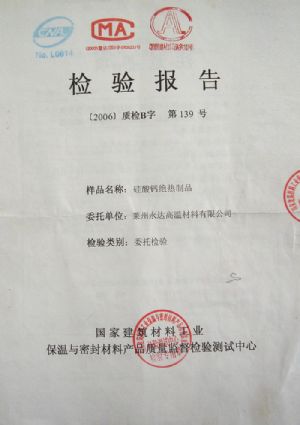 CNAL
No. L0614
MA
检验报告
〔2006〕质检B字 第139号
样品名称：硅酸钙绝热制品
委托单位：莱州永达高温材料有限公司
检验类别：委托检验
国家建筑材料工业
保温与密封材料产品质量监督检验测试中心